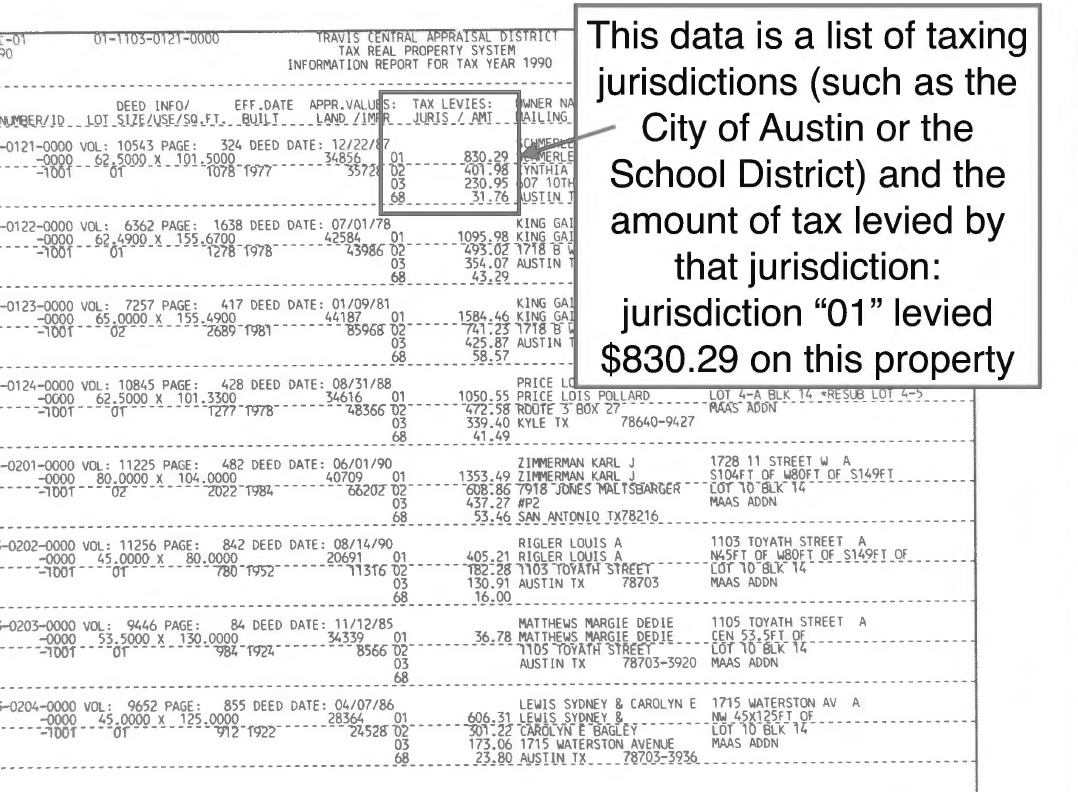 -01 01-1103-0121-0000 TRAVIS CENTRAL APPRAISAL DISTRICT
90 TAX REAL PROPERTY SYSTEM
INFORMATION REPORT FOR TAX YEAR 1990
DEED INFO/ EFF.DATE APPR.VALUES: TAX LEVIES: OWNER NA
NUMBER/ID LOT SIZE/USE/SQ.FT. BUILT LAND /IMPR JURIS / AMT MAILING
This data is a list of taxing
jurisdictions (such as the
City of Austin or the
School District) and the
amount of tax levied by
that jurisdiction:
jurisdiction “01” levied
$830.29 on this property
-0121-0000 VOL: 10543 PAGE: 324 DEED DATE: 12/22/87
-0000 62.5000 X 101.5000 34856 01 830.29
-1001 01 1078 1977 35728 02 401.98 CYNTHIA
03 230.95 607 10TH
68 31.76 AUSTIN T
-0122-0000 VOL: 6362 PAGE: 1638 DEED DATE: 07/01/78 KING GAI
-0000 62.4900 X 155.6700 42584 01 1095.98 KING GAI
-1001 01 1278 1978 43986 02 493.02 1718 B W
03 354.07 AUSTIN T
68 43.29
-0123-0000 VOL: 7257 PAGE: 417 DEED DATE: 01/09/81 KING GAI
-0000 65.0000 X 155.4900 44187 01 1584.46 KING GAI
-1001 02 2689 1981 85968 02 741.23 1718 B W
03 425.87 AUSTIN T
68 58.57
-0124-0000 VOL: 10845 PAGE: 428 DEED DATE: 08/31/88 PRICE LO
-0000 62.5000 X 101.3300 34616 01 1050.55 PRICE LOIS POLLARD LOT 4-A BLK 14 *RESUB LOT 4-5
-1001 01 1277 1978 48366 02 472.58 ROUTE 3 BOX 27 MAAS ADDN
03 339.40 KYLE TX 78640-9427
68 41.49
-0201-0000 VOL: 11225 PAGE: 482 DEED DATE: 06/01/90 ZIMMERMAN KARL J 1728 11 STREET W A
-0000 80.0000 X 104.0000 40709 01 1353.49 ZIMMERMAN KARL J S104FT OF W80FT OF S149FT
-1001 02 2022 1984 66202 02 608.86 7918 JONES MALTSBARGER LOT 10 BLK 14
03 437.27 #P2 MAAS ADDN
68 53.46 SAN ANTONIO TX78216
-0202-0000 VOL: 11256 PAGE: 842 DEED DATE: 08/14/90 RIGLER LOUIS A 1103 TOYATH STREET A
-0000 45.0000 X 80.0000 20691 01 405.21 RIGLER LOUIS A N45FT OF W80FT OF S149FT OF
-1001 01 780 1952 11316 02 182.28 1103 TOYATH STREET LOT 10 BLK 14
03 130.91 AUSTIN TX 78703 MAAS ADDN
68 16.00
-0203-0000 VOL: 9446 PAGE: 84 DEED DATE: 11/12/85 MATTHEWS MARGIE DEDIE 1105 TOYATH STREET A
-0000 53.5000 X 130.0000 34339 01 36.78 MATTHEWS MARGIE DEDIE CEN 53.5FT OF
-1001 01 984 1924 8566 02 1105 TOYATH STREET LOT 10 BLK 14
03 AUSTIN TX 78703-3920 MAAS ADDN
68
-0204-0000 VOL: 9652 PAGE: 855 DEED DATE: 04/07/86 LEWIS SYDNEY & CAROLYN E 1715 WATERSTON AV A
-0000 45.0000 X 125.0000 28364 01 606.31 LEWIS SYDNEY & NW 45X125FT OF
-1001 01 912 1922 24528 02 301.22 CAROLYN E BAGLEY LOT 10 BLK 14
03 173.06 1715 WATERSTON AVENUE MAAS ADDN
68 23.80 AUSTIN TX 78703-3936